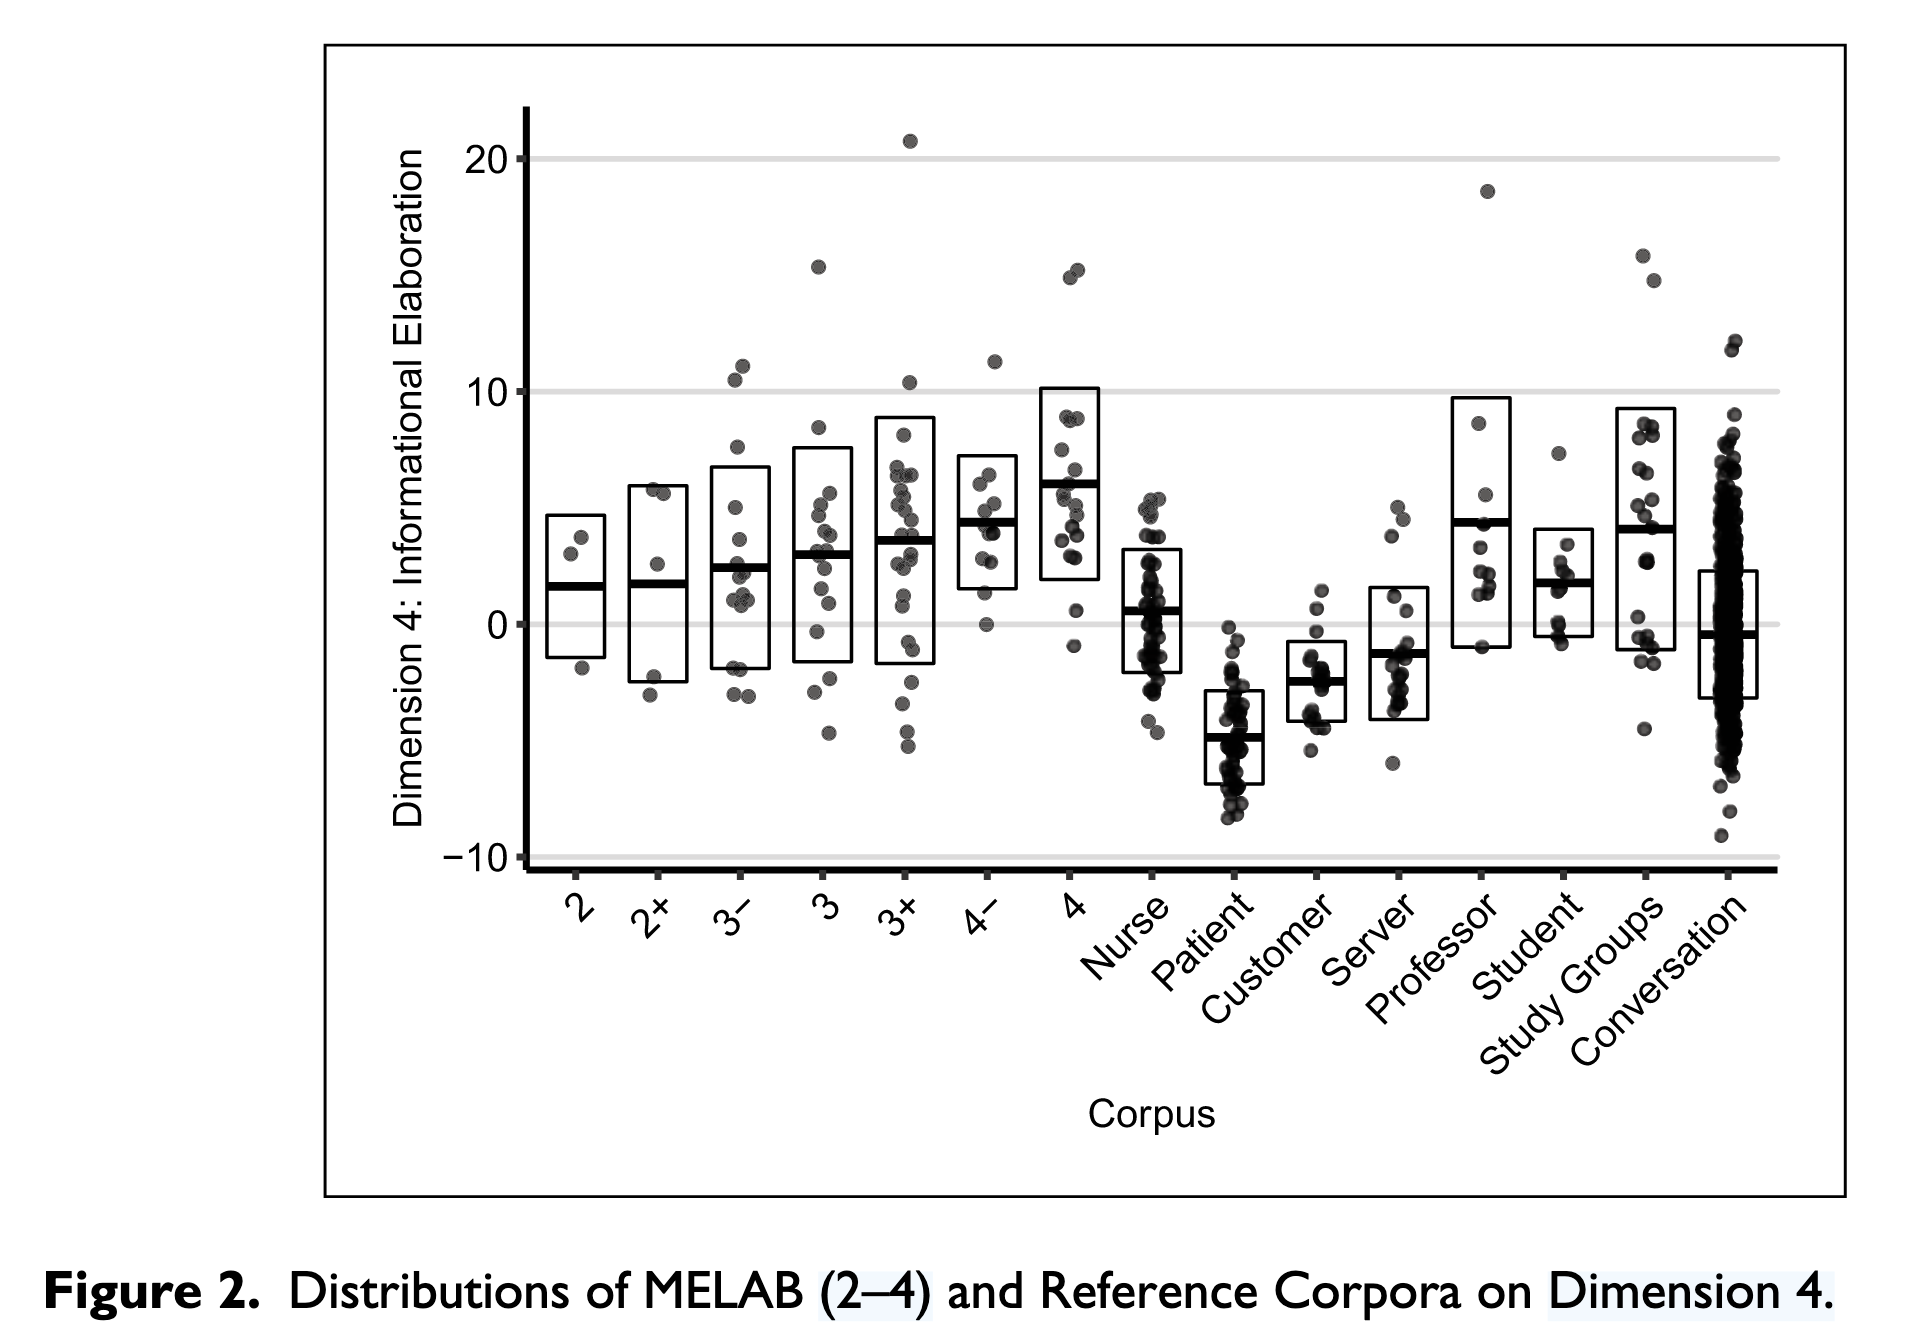 Dimension 4: Informational Elaboration
20
10
0
−10
2
2+
3−
3
3+
4−
4
Nurse
Patient
Customer
Server
Professor
Student
Study Groups
Conversation
Corpus
Figure 2. Distributions of MELAB (2–4) and Reference Corpora on Dimension 4.